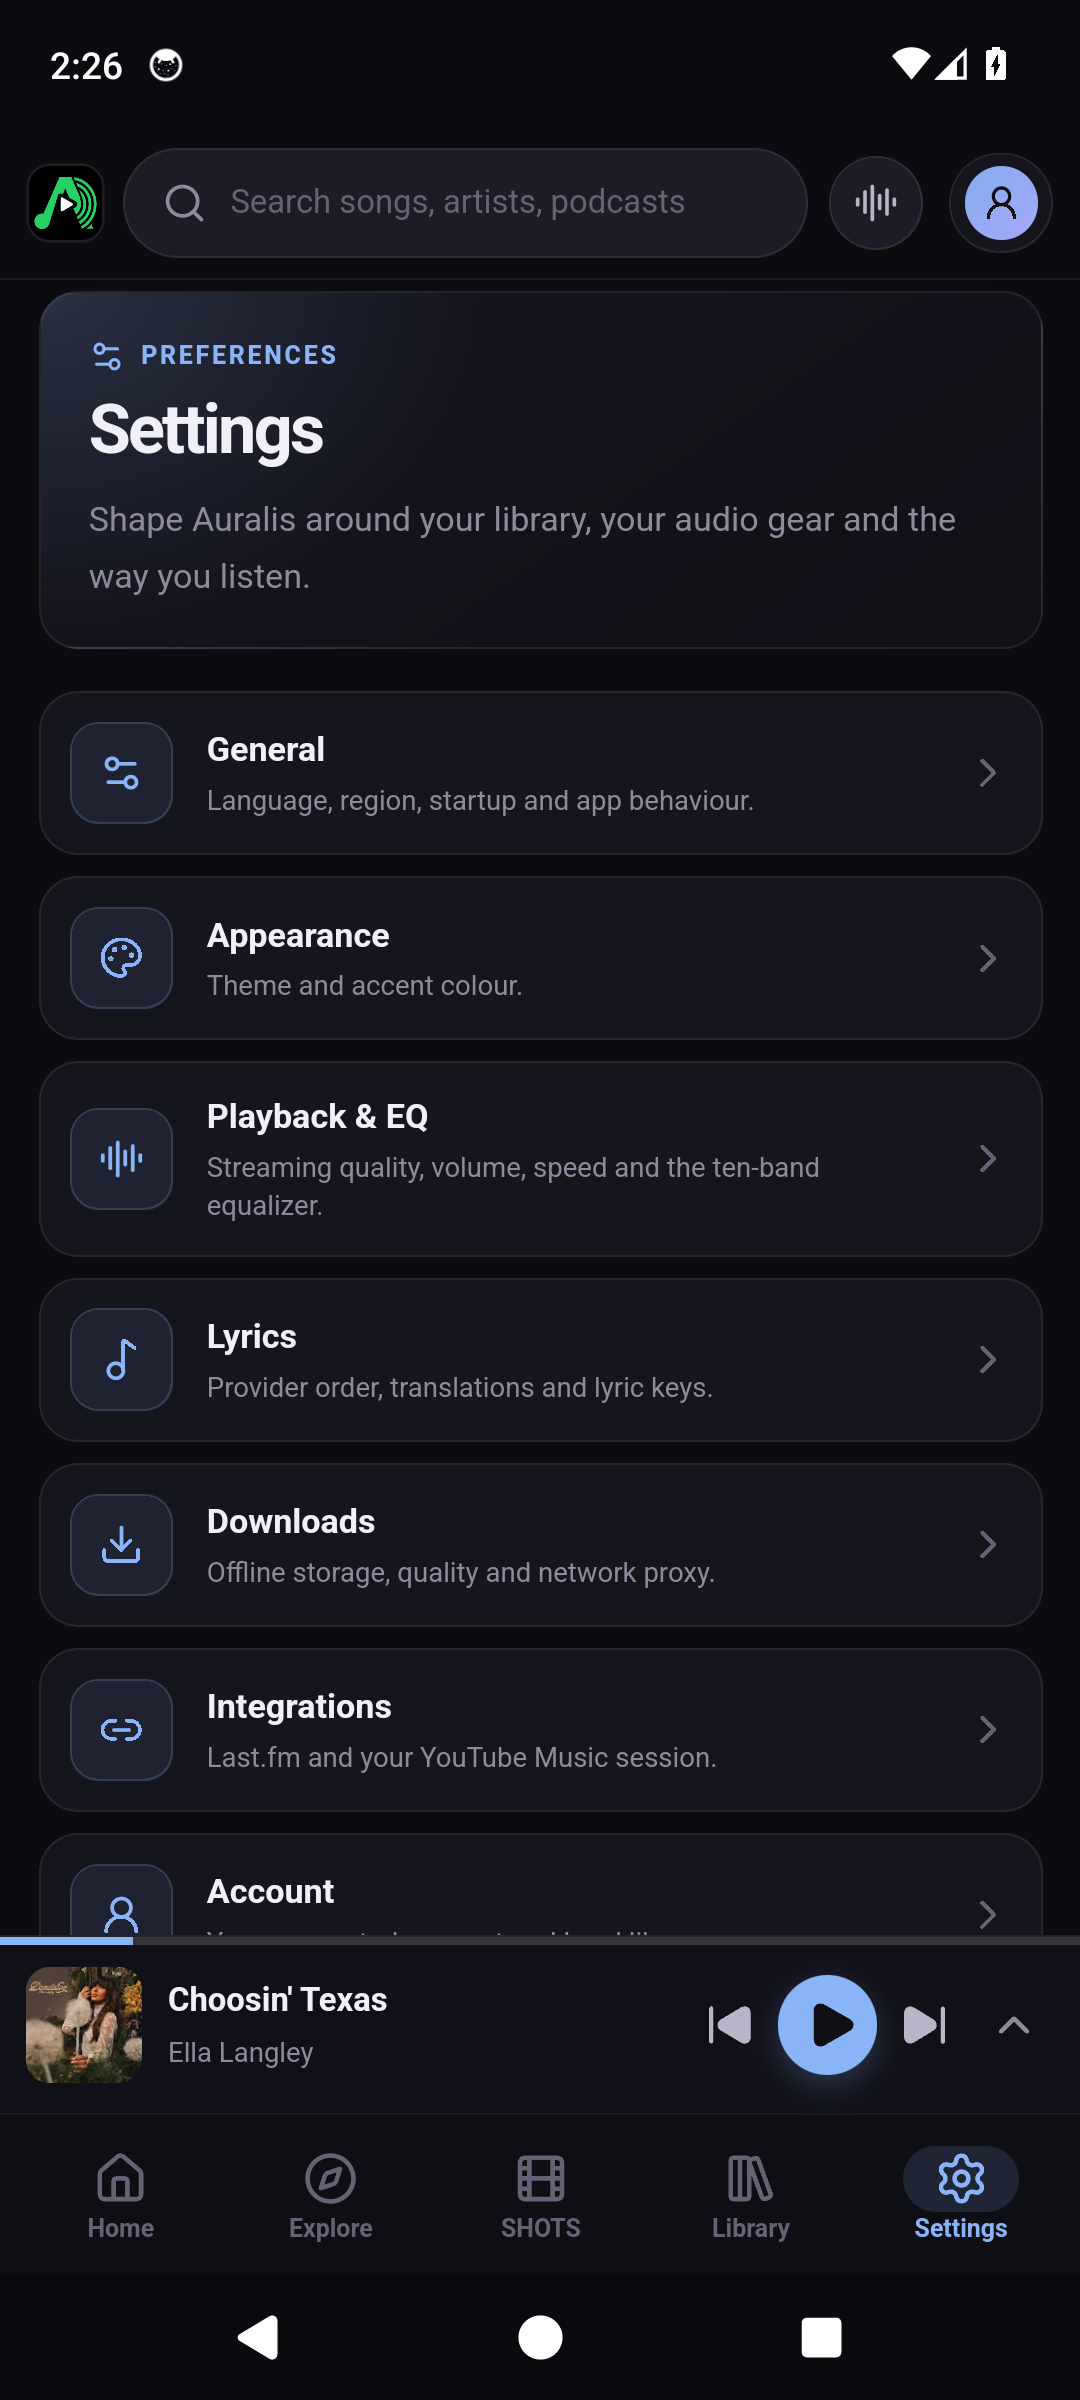 2:26
Search songs, artists, podcasts
PREFERENCES
Settings
Shape Auralis around your library, your audio gear and the
way you listen.
General
Language, region, startup and app behaviour.
Appearance
Theme and accent colour.
Playback & EQ
Streaming quality, volume, speed and the ten-band
equalizer.
Lyrics
Provider order, translations and lyric keys.
Downloads
Offline storage, quality and network proxy.
Integrations
Last.fm and your YouTube Music session.
Account
Choosin' Texas
Ella Langley
Home
Explore
SHOTS
Library
Settings